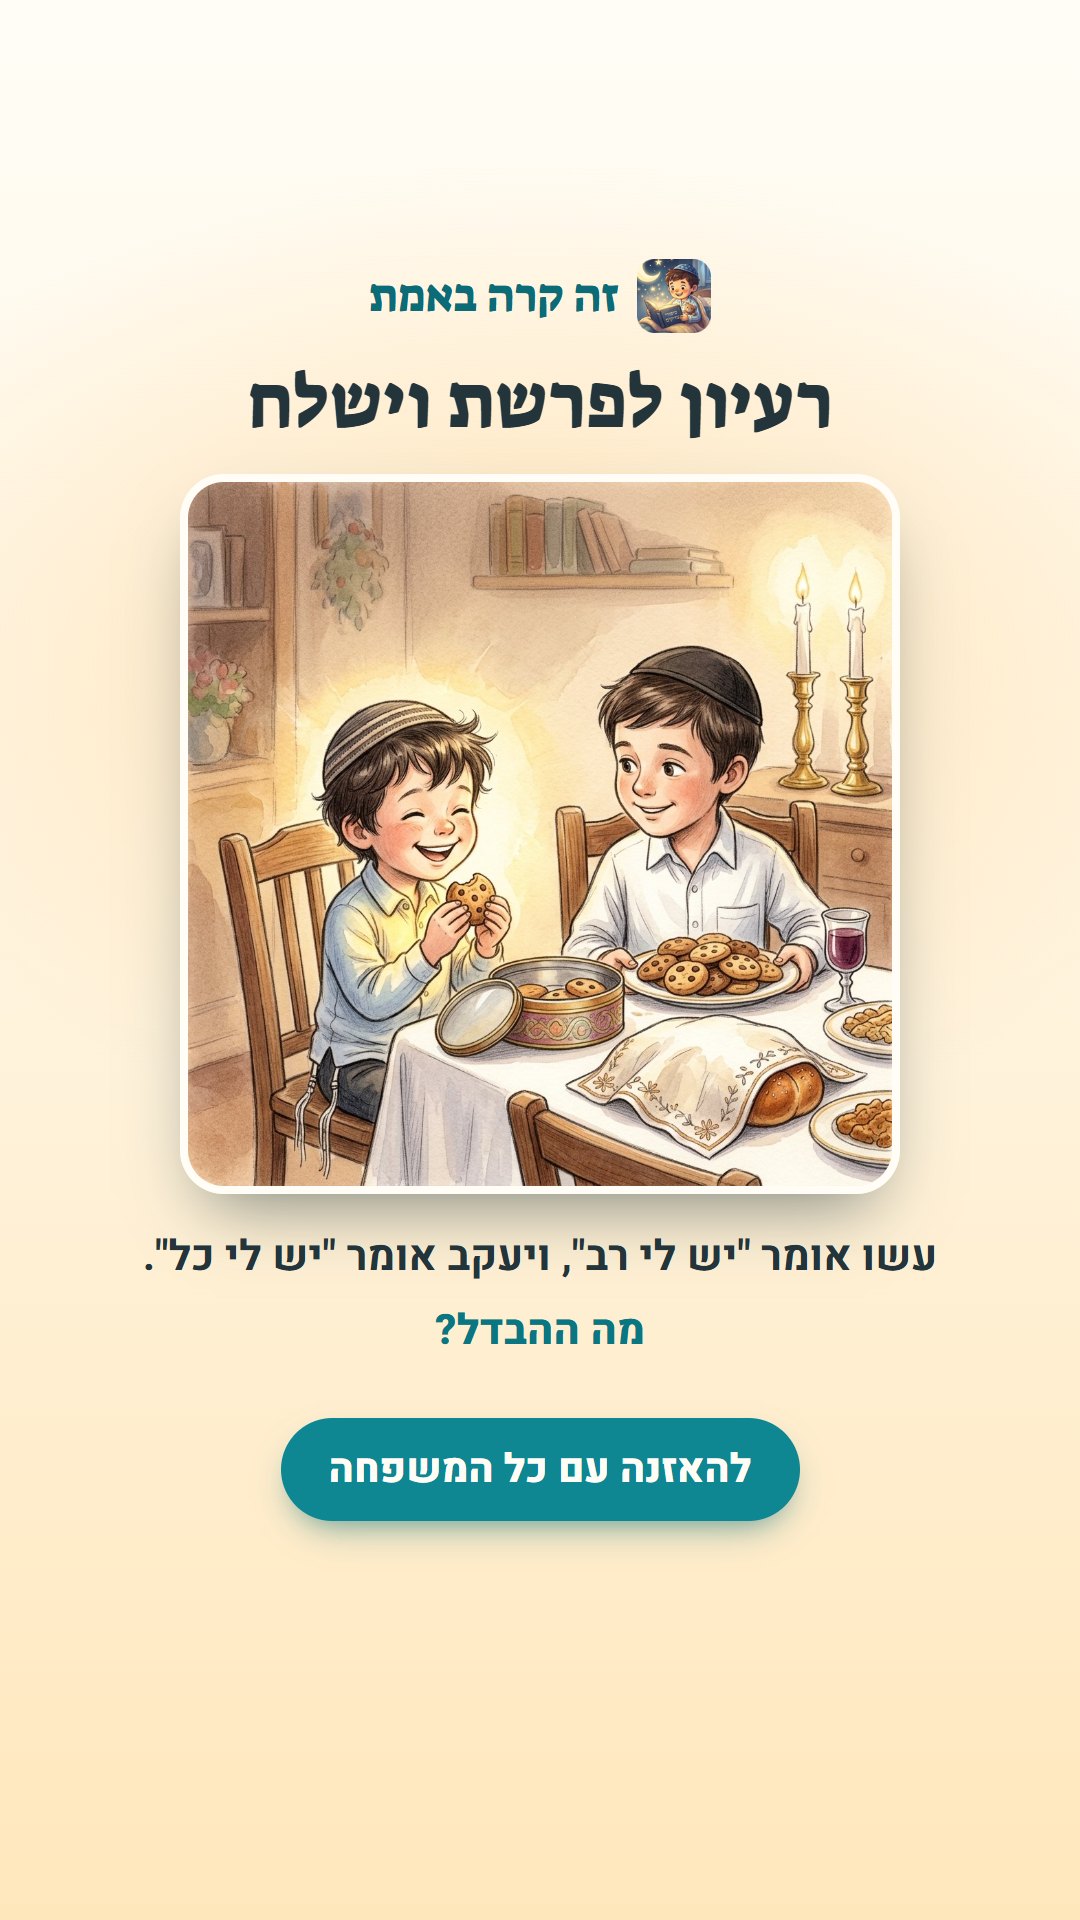 זה קרה באמת
רעיון לפרשת וישלח
עשו אומר "יש לי רב", ויעקב אומר "יש לי כל".
מה ההבדל?
להאזנה עם כל המשפחה